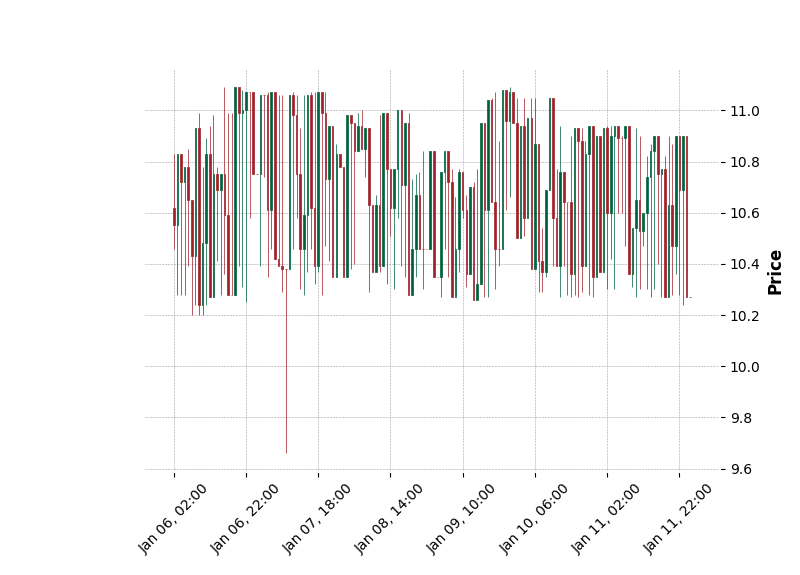 11.0
10.8
10.6
10.4
10.2
10.0
9.8
9.6
Price
Jan 06, 02:00
Jan 06, 22:00
Jan 07, 18:00
Jan 08, 14:00
Jan 09, 10:00
Jan 10, 06:00
Jan 11, 02:00
Jan 11, 22:00